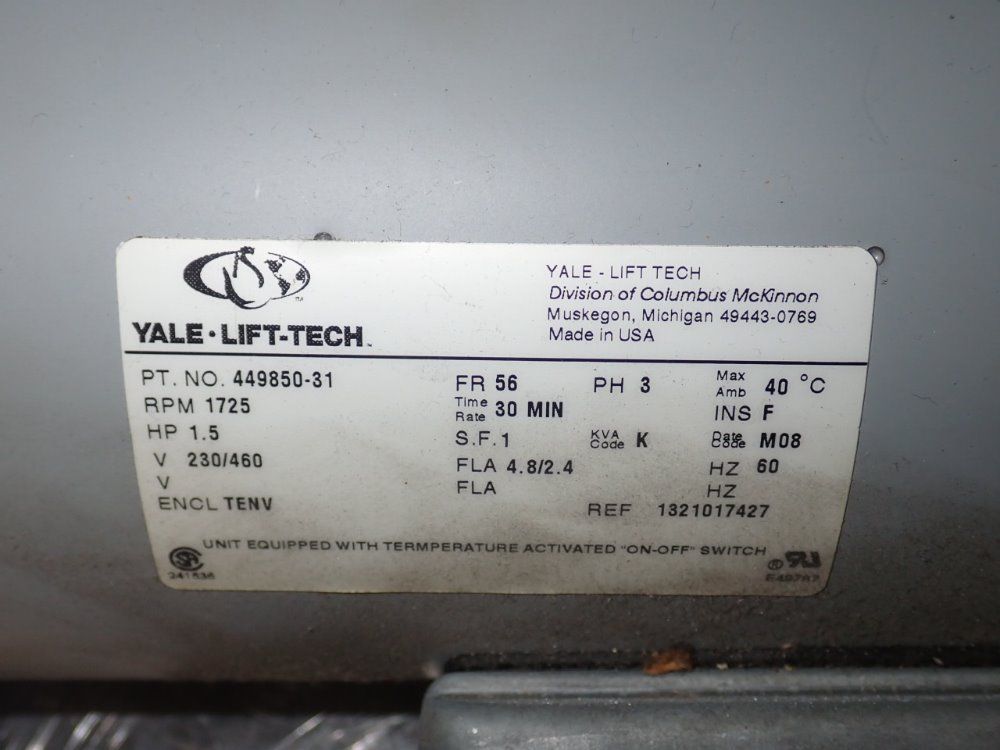 YALE • LIFT-TECH™
YALE - LIFT TECH
Division of Columbus McKinnon
Muskegon, Michigan 49443-0769
Made in USA
PT. NO. 449850-31
RPM 1725
HP 1.5
V 230/460
V
ENCL TENV
FR 56
Time Rate 30 MIN
S.F. 1
FLA 4.8/2.4
FLA
PH 3
KVA Code K
Max Amb 40 °C
INS F
Date Code M08
HZ 60
HZ
REF 1321017427
UNIT EQUIPPED WITH TERMPERATURE ACTIVATED "ON-OFF" SWITCH